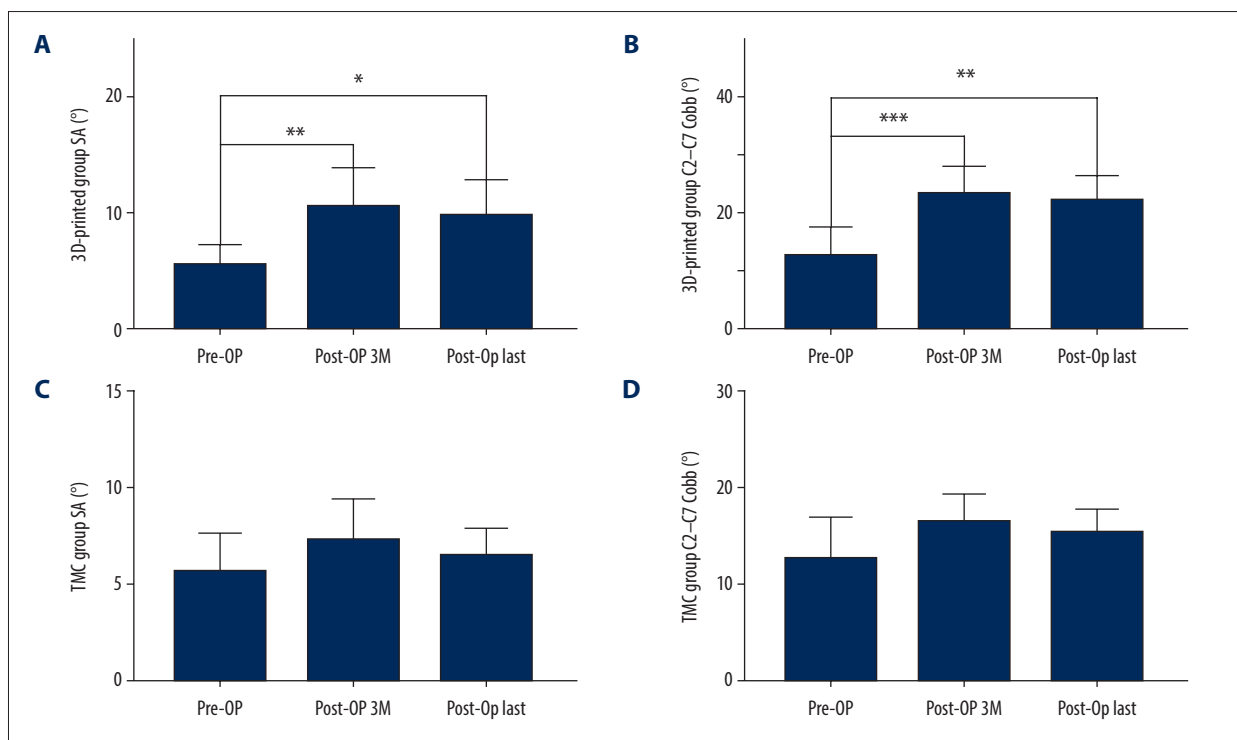 A
3D-printed group SA (°)
20
10
0
*
**
Pre-OP
Post-OP 3M
Post-Op last
B
3D-printed group C2–C7 Cobb (°)
40
20
0
**
***
Pre-OP
Post-OP 3M
Post-Op last
C
TMC group SA (°)
15
10
5
0
Pre-OP
Post-OP 3M
Post-Op last
D
TMC group C2–C7 Cobb (°)
30
20
10
0
Pre-OP
Post-OP 3M
Post-Op last